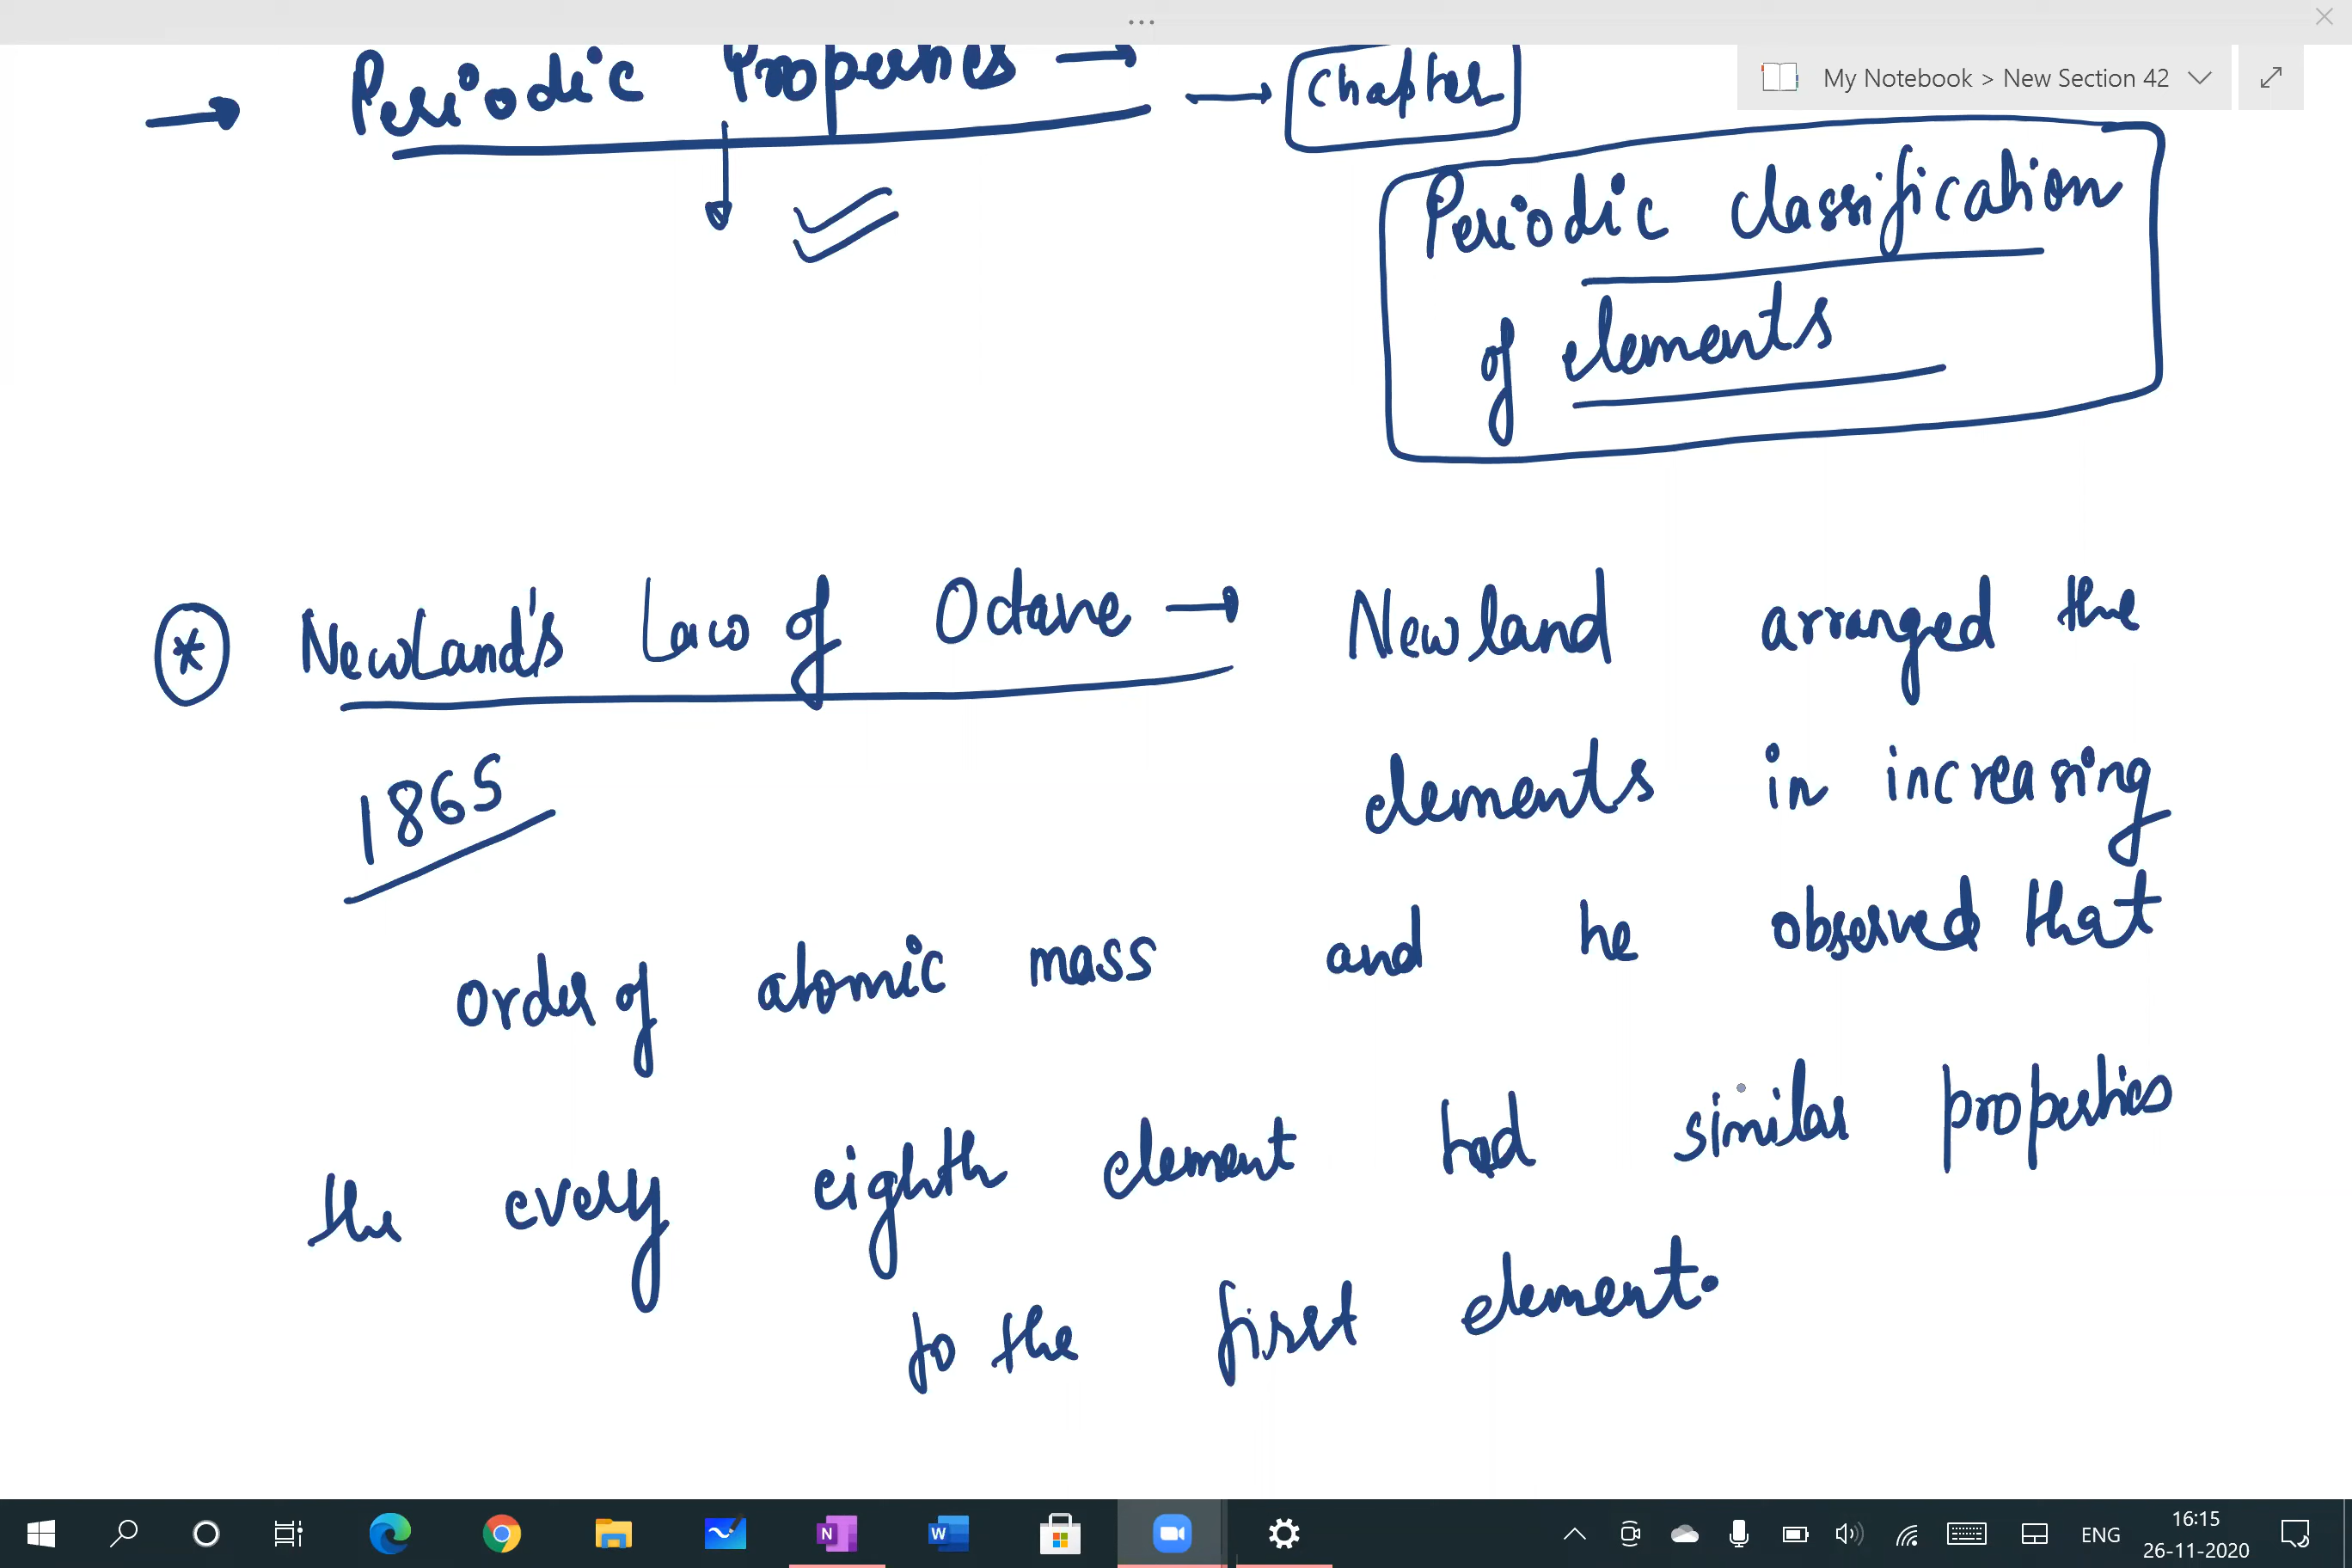 ...
My Notebook > New Section 42
→ Periodic Properties → → Chapter
Periodic classification
of elements
* Newland's Law of Octane → Newland arranged the
1865
elements in increasing
order of atomic mass and he observed that
the every eighth element had similar properties
to the first element.
N
W
ENG
16:15
26-11-2020